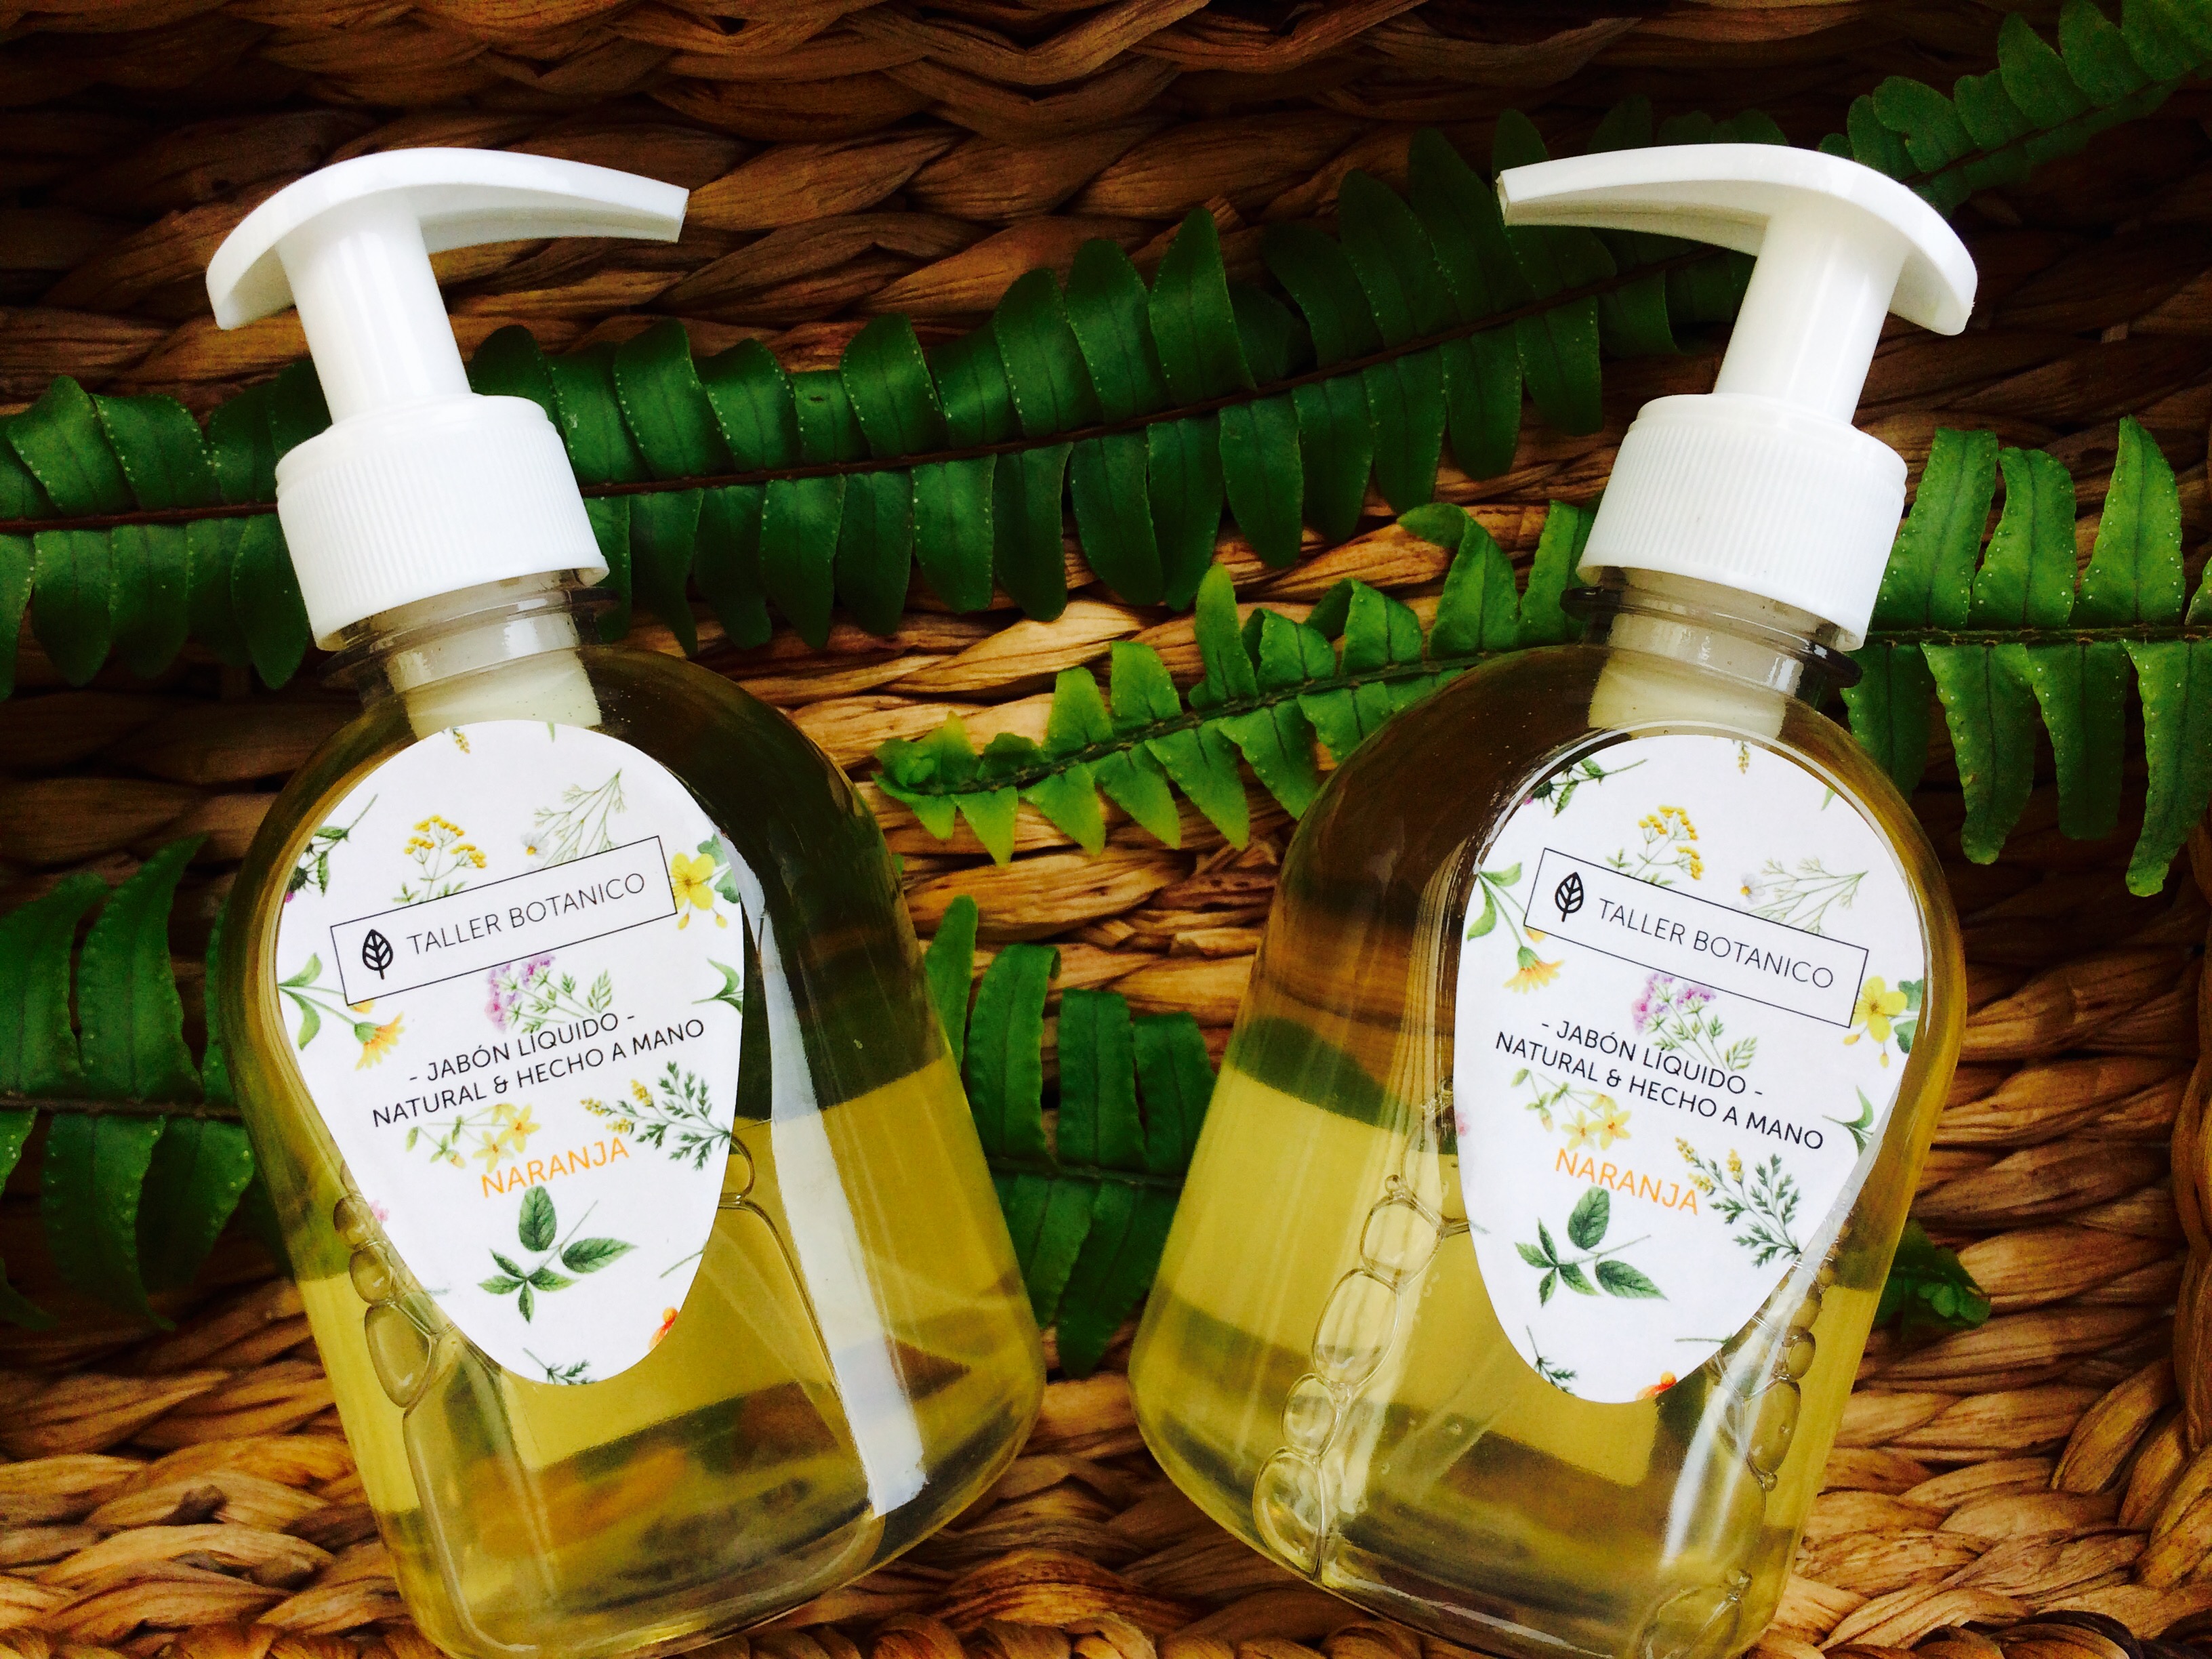 TALLER BOTANICO
- JABÓN LÍQUIDO -
NATURAL & HECHO A MANO
NARANJA
TALLER BOTANICO
- JABÓN LÍQUIDO -
NATURAL & HECHO A MANO
NARANJA